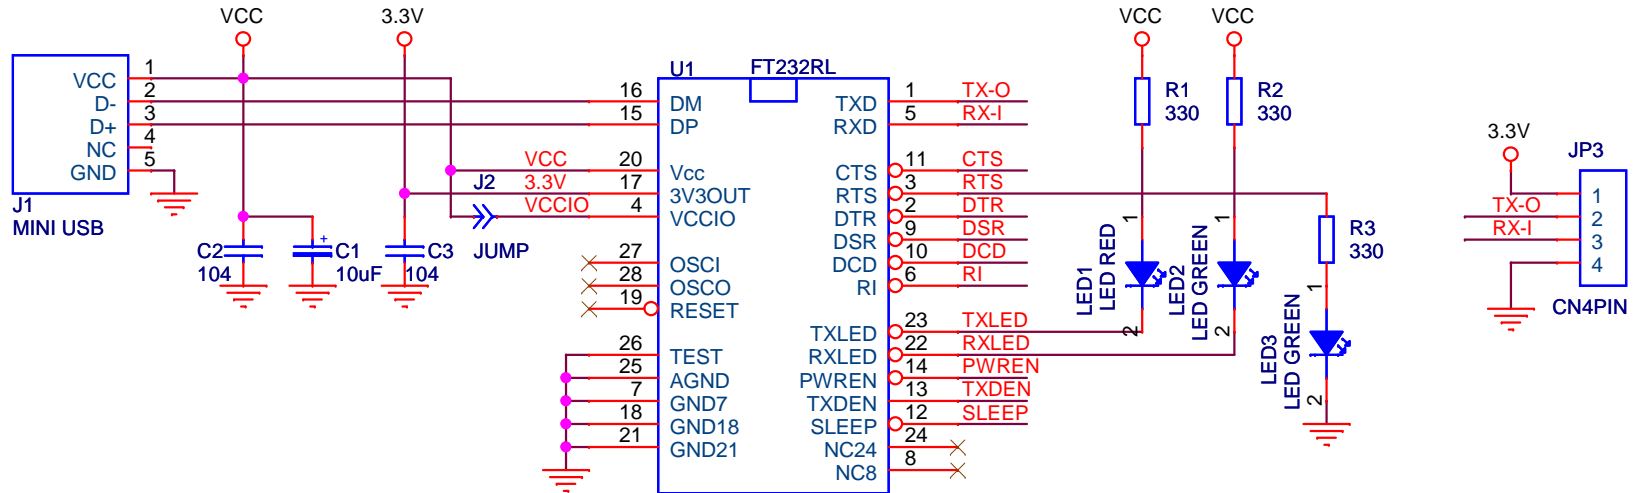 VCC
3.3V
VCC
VCC
1
VCC
2
D-
3
D+
4
NC
5
GND
J1
MINI USB
C2
104
+
C1
10uF
C3
104
VCC
J2
3.3V
VCCIO
JUMP
U1
FT232RL
16
DM
15
DP
20
Vcc
17
3V3OUT
4
VCCIO
27
OSCI
28
OSCO
19
RESET
26
TEST
25
AGND
7
GND7
18
GND18
21
GND21
TXD
1
TX-O
RXD
5
RX-I
CTS
11
CTS
RTS
3
RTS
DTR
2
DTR
DSR
9
DSR
DCD
10
DCD
RI
6
RI
TXLED
23
TXLED
RXLED
22
RXLED
PWREN
14
PWREN
TXDEN
13
TXDEN
SLEEP
12
SLEEP
NC24
24
NC8
8
R1
330
R2
330
1
LED1
LED RED
2
1
LED2
LED GREEN
2
R3
330
1
LED3
LED GREEN
2
3.3V
JP3
1
TX-O
2
RX-I
3
4
CN4PIN